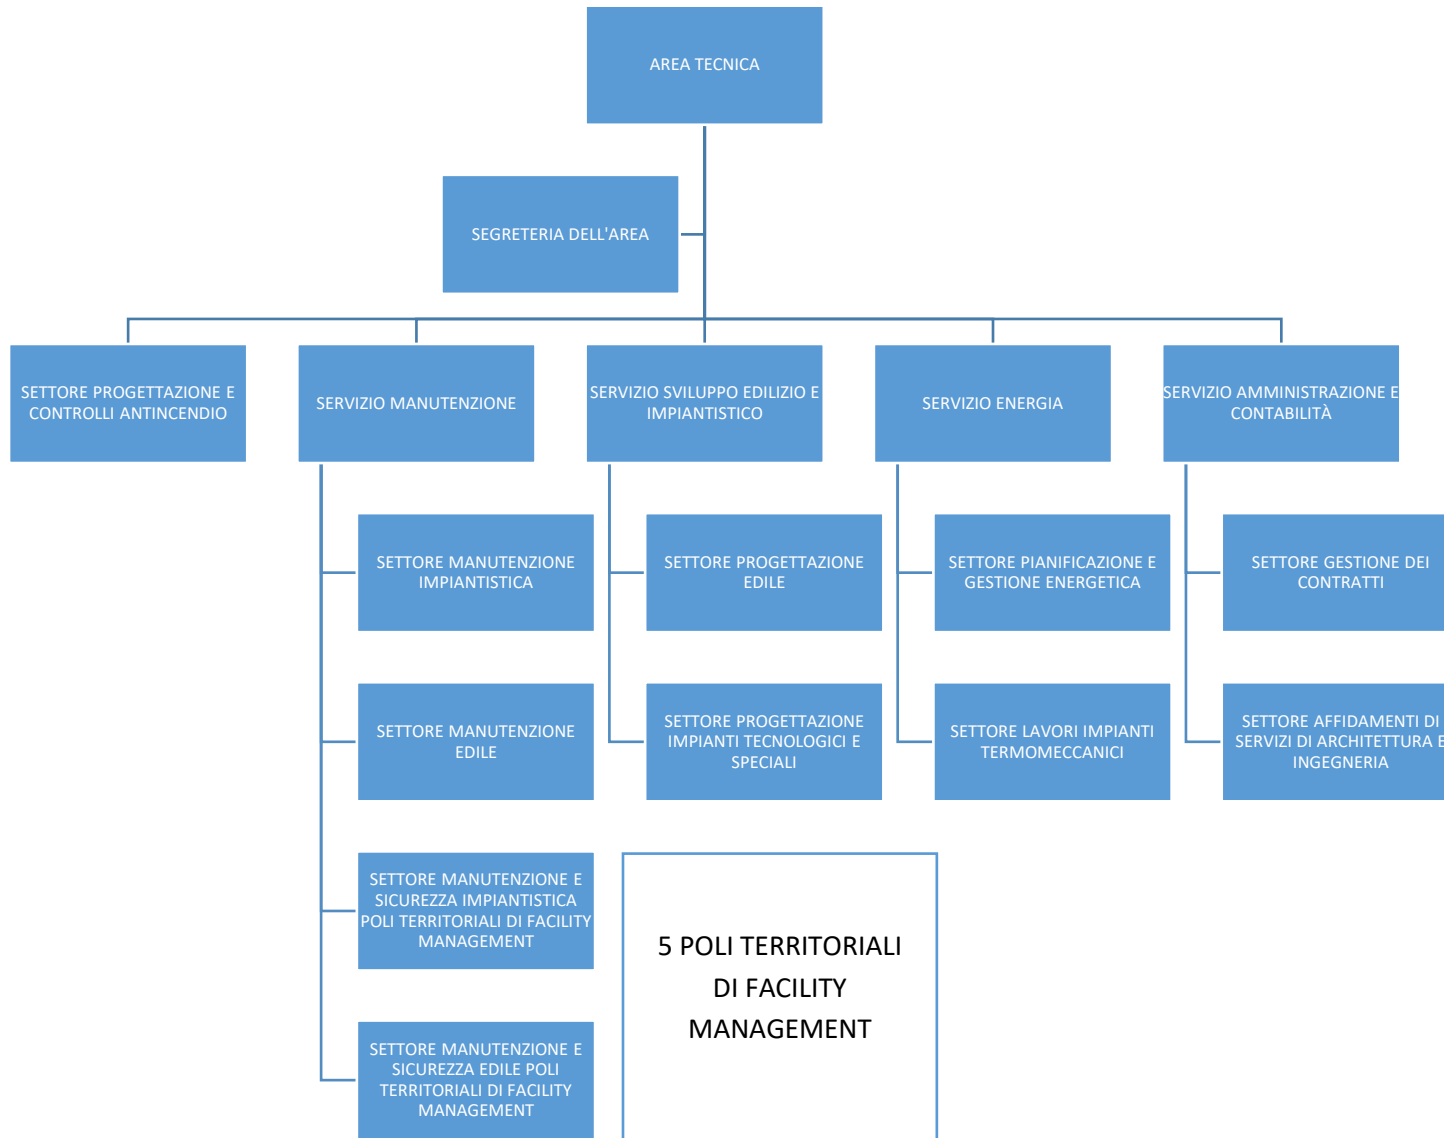 AREA TECNICA
SEGRETERIA DELL'AREA
SETTORE PROGETTAZIONE E
CONTROLLI ANTINCENDIO
SERVIZIO MANUTENZIONE
SERVIZIO SVILUPPO EDILIZIO E
IMPIANTISTICO
SERVIZIO ENERGIA
SERVIZIO AMMINISTRAZIONE E
CONTABILITÀ
SETTORE MANUTENZIONE
IMPIANTISTICA
SETTORE PROGETTAZIONE
EDILE
SETTORE PIANIFICAZIONE E
GESTIONE ENERGETICA
SETTORE GESTIONE DEI
CONTRATTI
SETTORE MANUTENZIONE
EDILE
SETTORE PROGETTAZIONE
IMPIANTI TECNOLOGICI E
SPECIALI
SETTORE LAVORI IMPIANTI
TERMOMECCANICI
SETTORE AFFIDAMENTI DI
SERVIZI DI ARCHITETTURA E
INGEGNERIA
SETTORE MANUTENZIONE E
SICUREZZA IMPIANTISTICA
POLI TERRITORIALI DI FACILITY
MANAGEMENT
5 POLI TERRITORIALI
DI FACILITY
MANAGEMENT
SETTORE MANUTENZIONE E
SICUREZZA EDILE POLI
TERRITORIALI DI FACILITY
MANAGEMENT